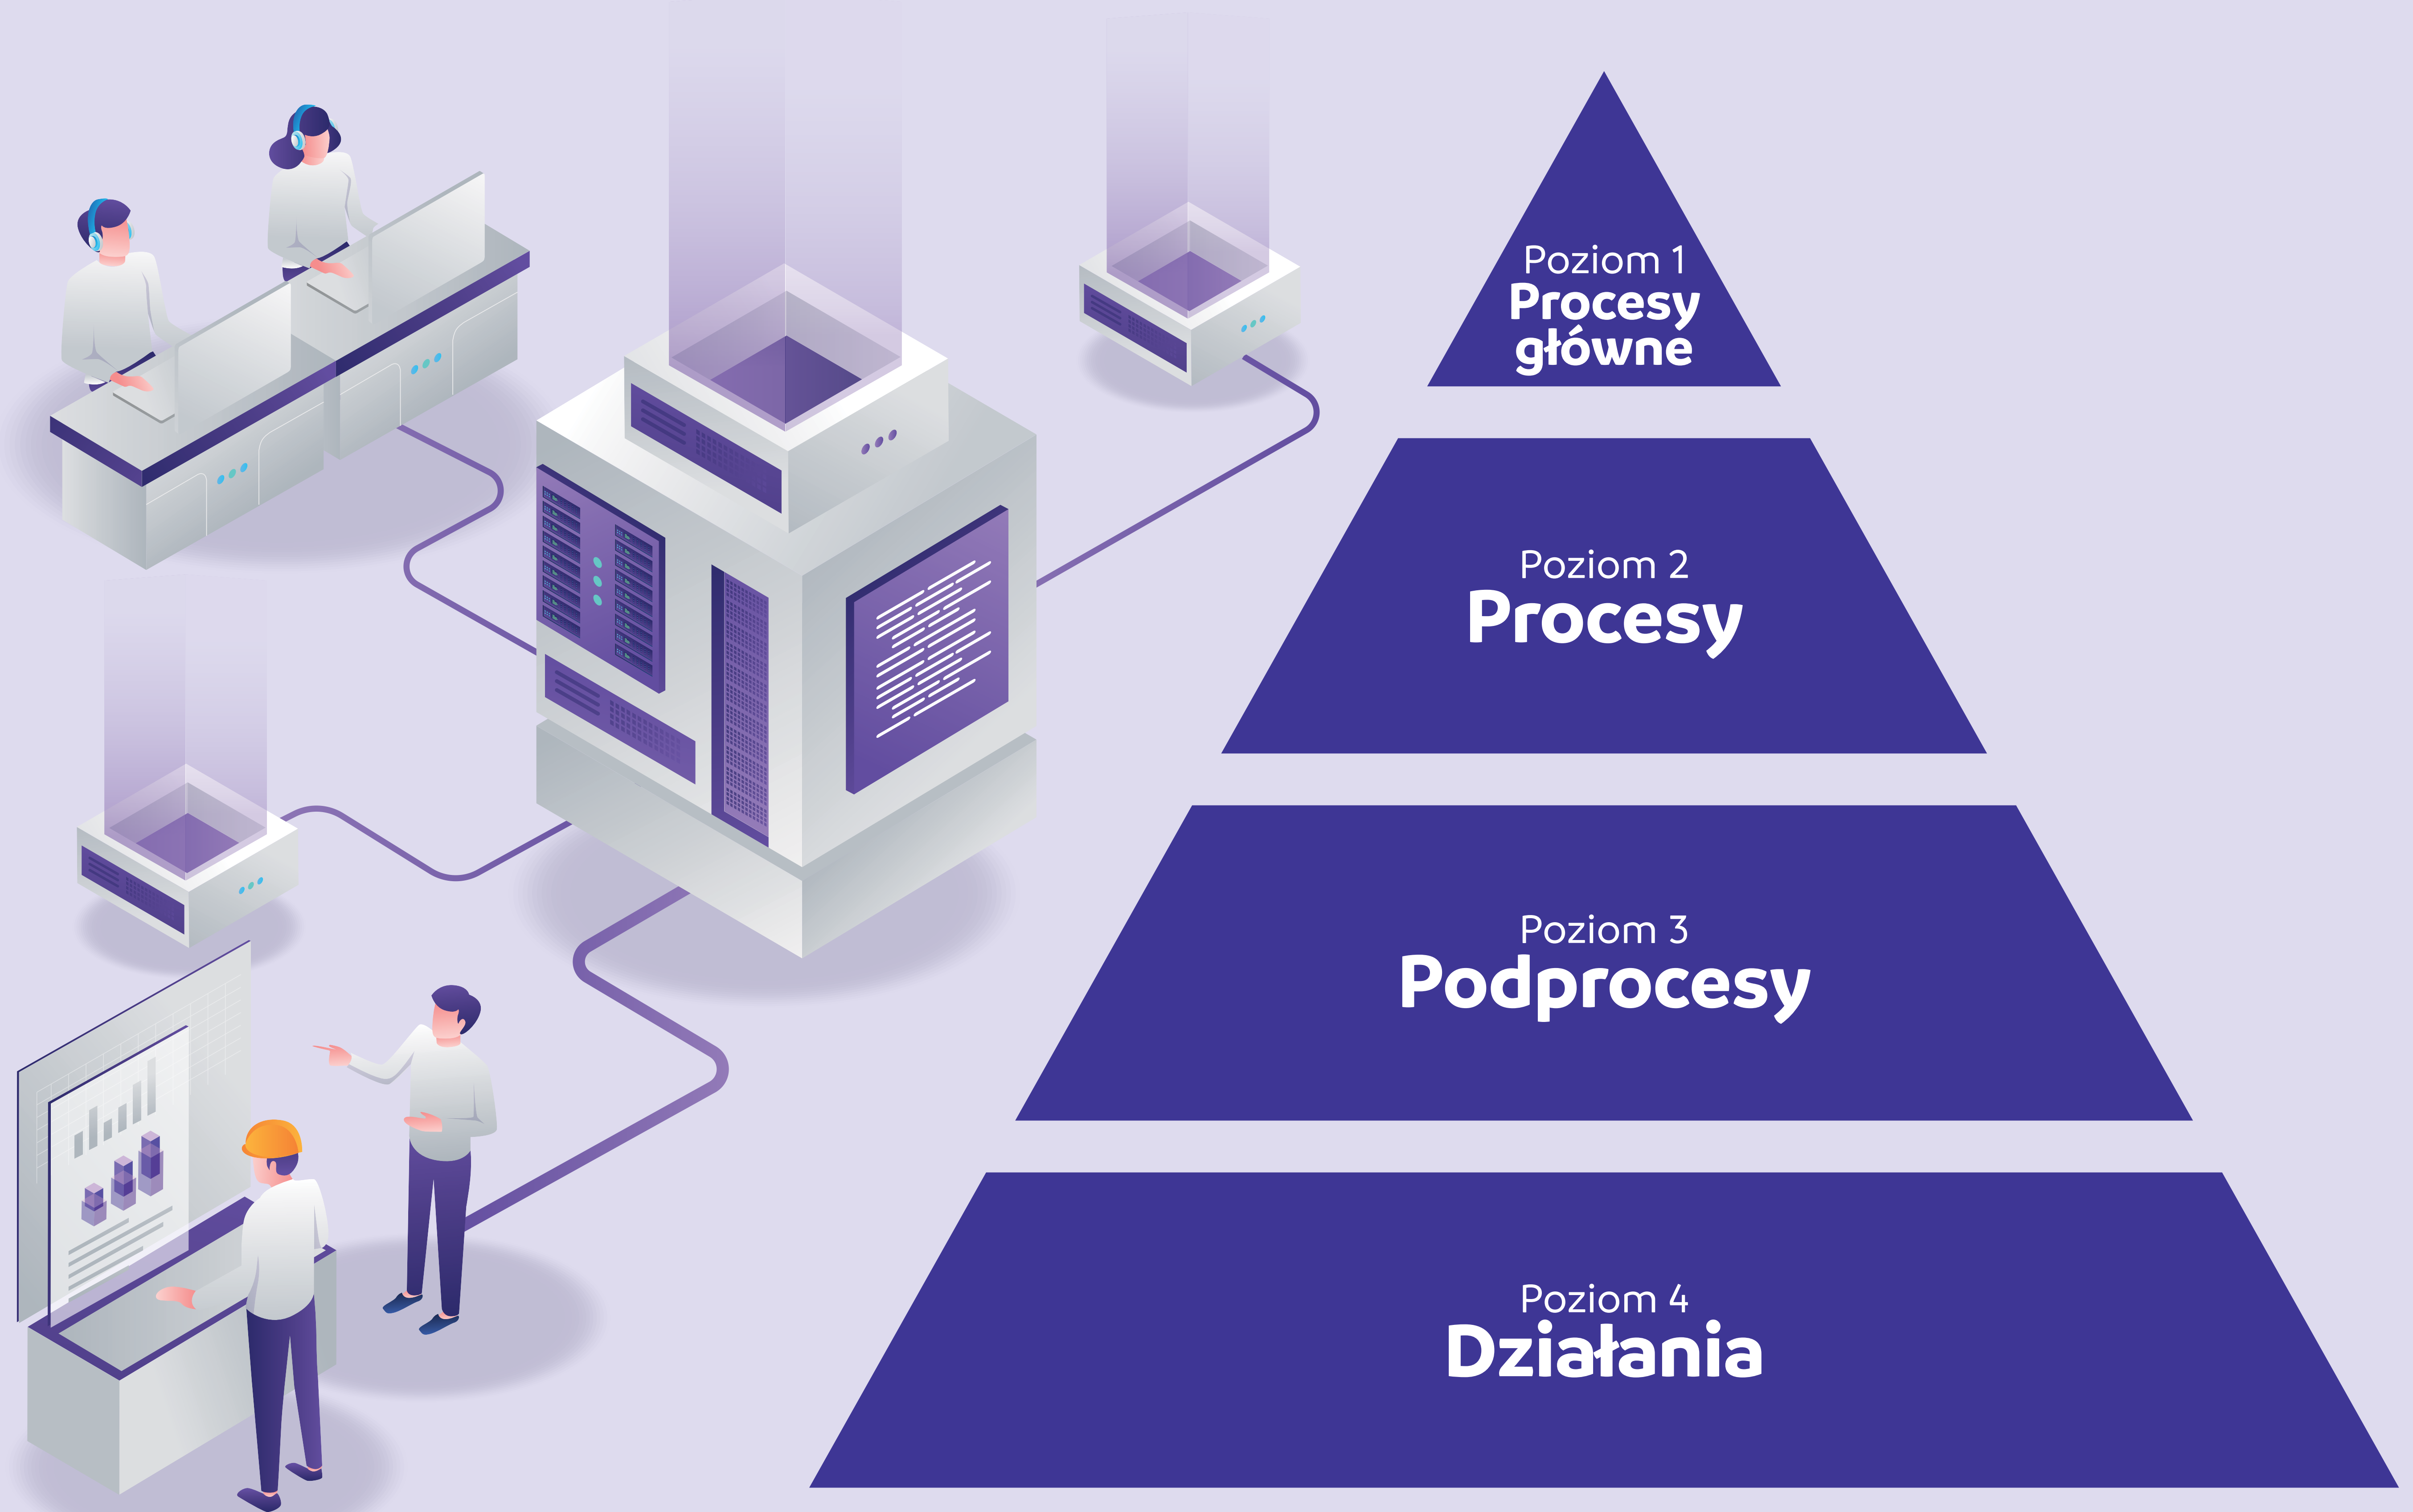 Poziom 1
Procesy
główne
Poziom 2
Procesy
Poziom 3
Podprocesy
Poziom 4
Działania